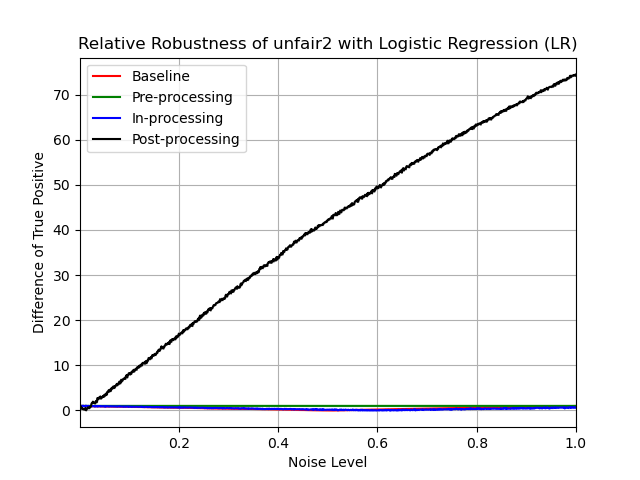 Relative Robustness of unfair2 with Logistic Regression (LR)
Baseline
Pre-processing
In-processing
Post-processing
Difference of True Positive
70
60
50
40
30
20
10
0
0.2
0.4
0.6
0.8
1.0
Noise Level